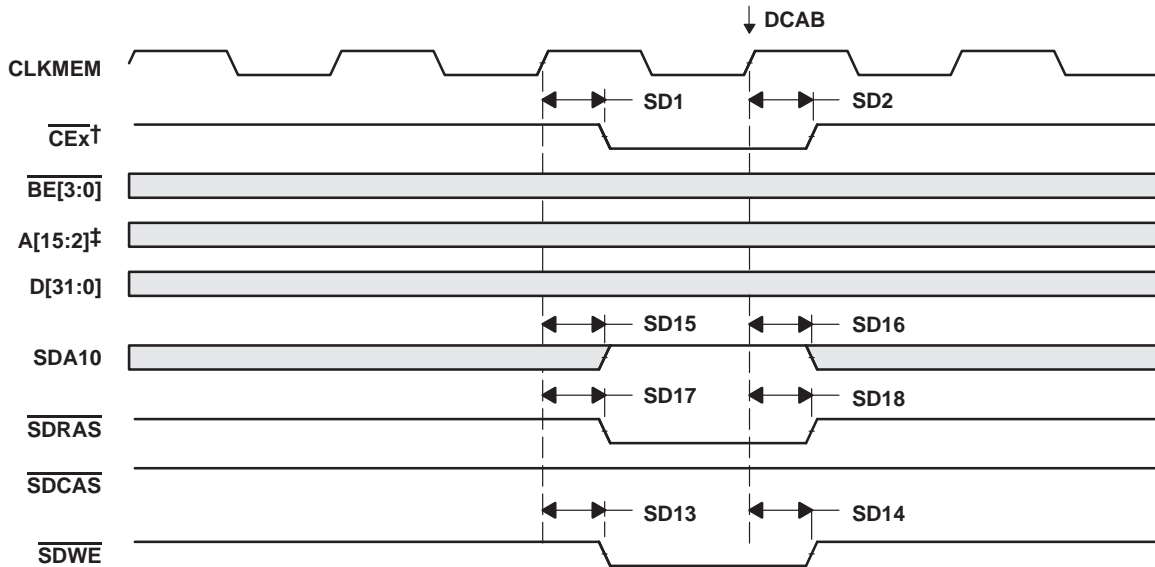 DCAB
CLKMEM
SD1 SD2
CEx†
BE[3:0]
A[15:2]‡
D[31:0]
SD15 SD16
SDA10
SD17 SD18
SDRAS
SDCAS
SD13 SD14
SDWE